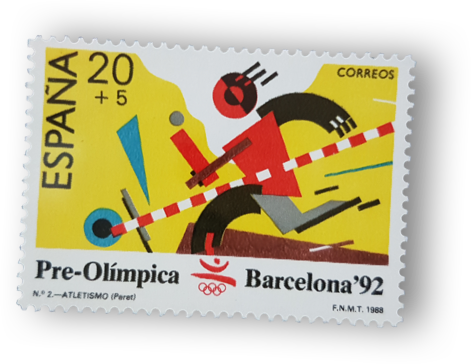 ESPAÑA
20
+ 5
CORREOS
Pre-Olímpica Barcelona'92
N.º 2.—ATLETISMO (Peret)
F.N.M.T. 1988